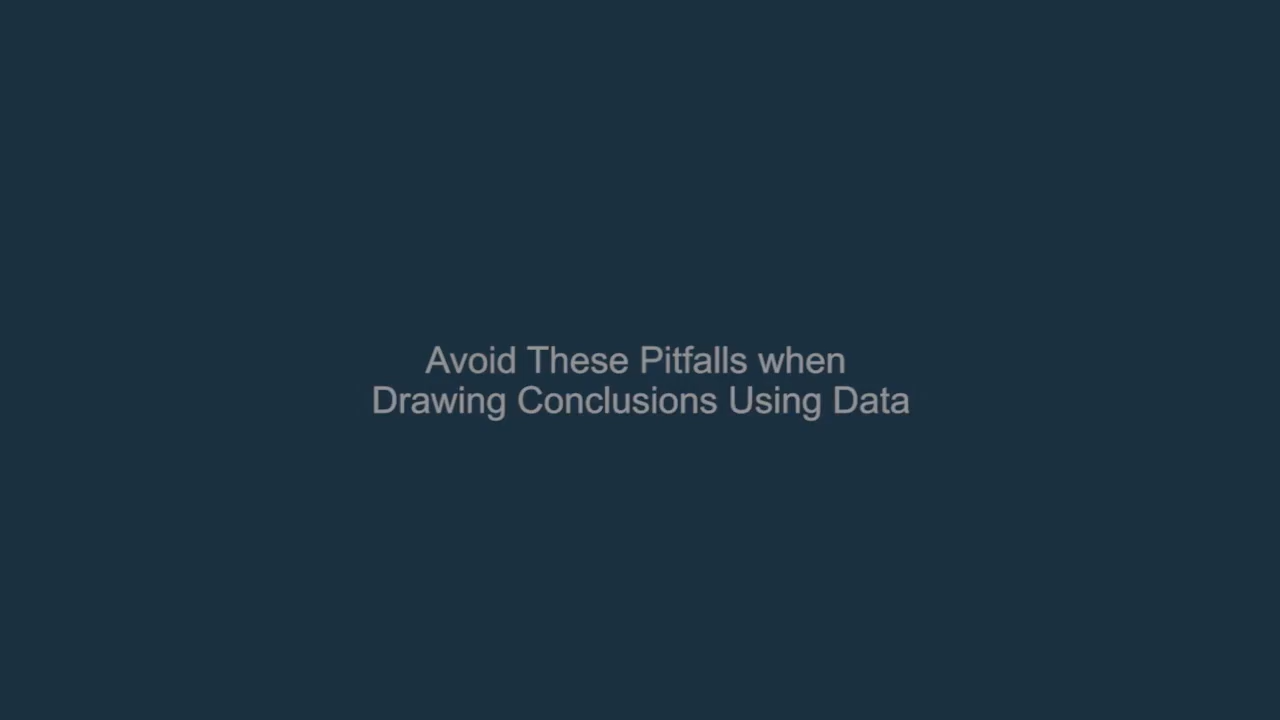 Avoid These Pitfalls when
Drawing Conclusions Using Data